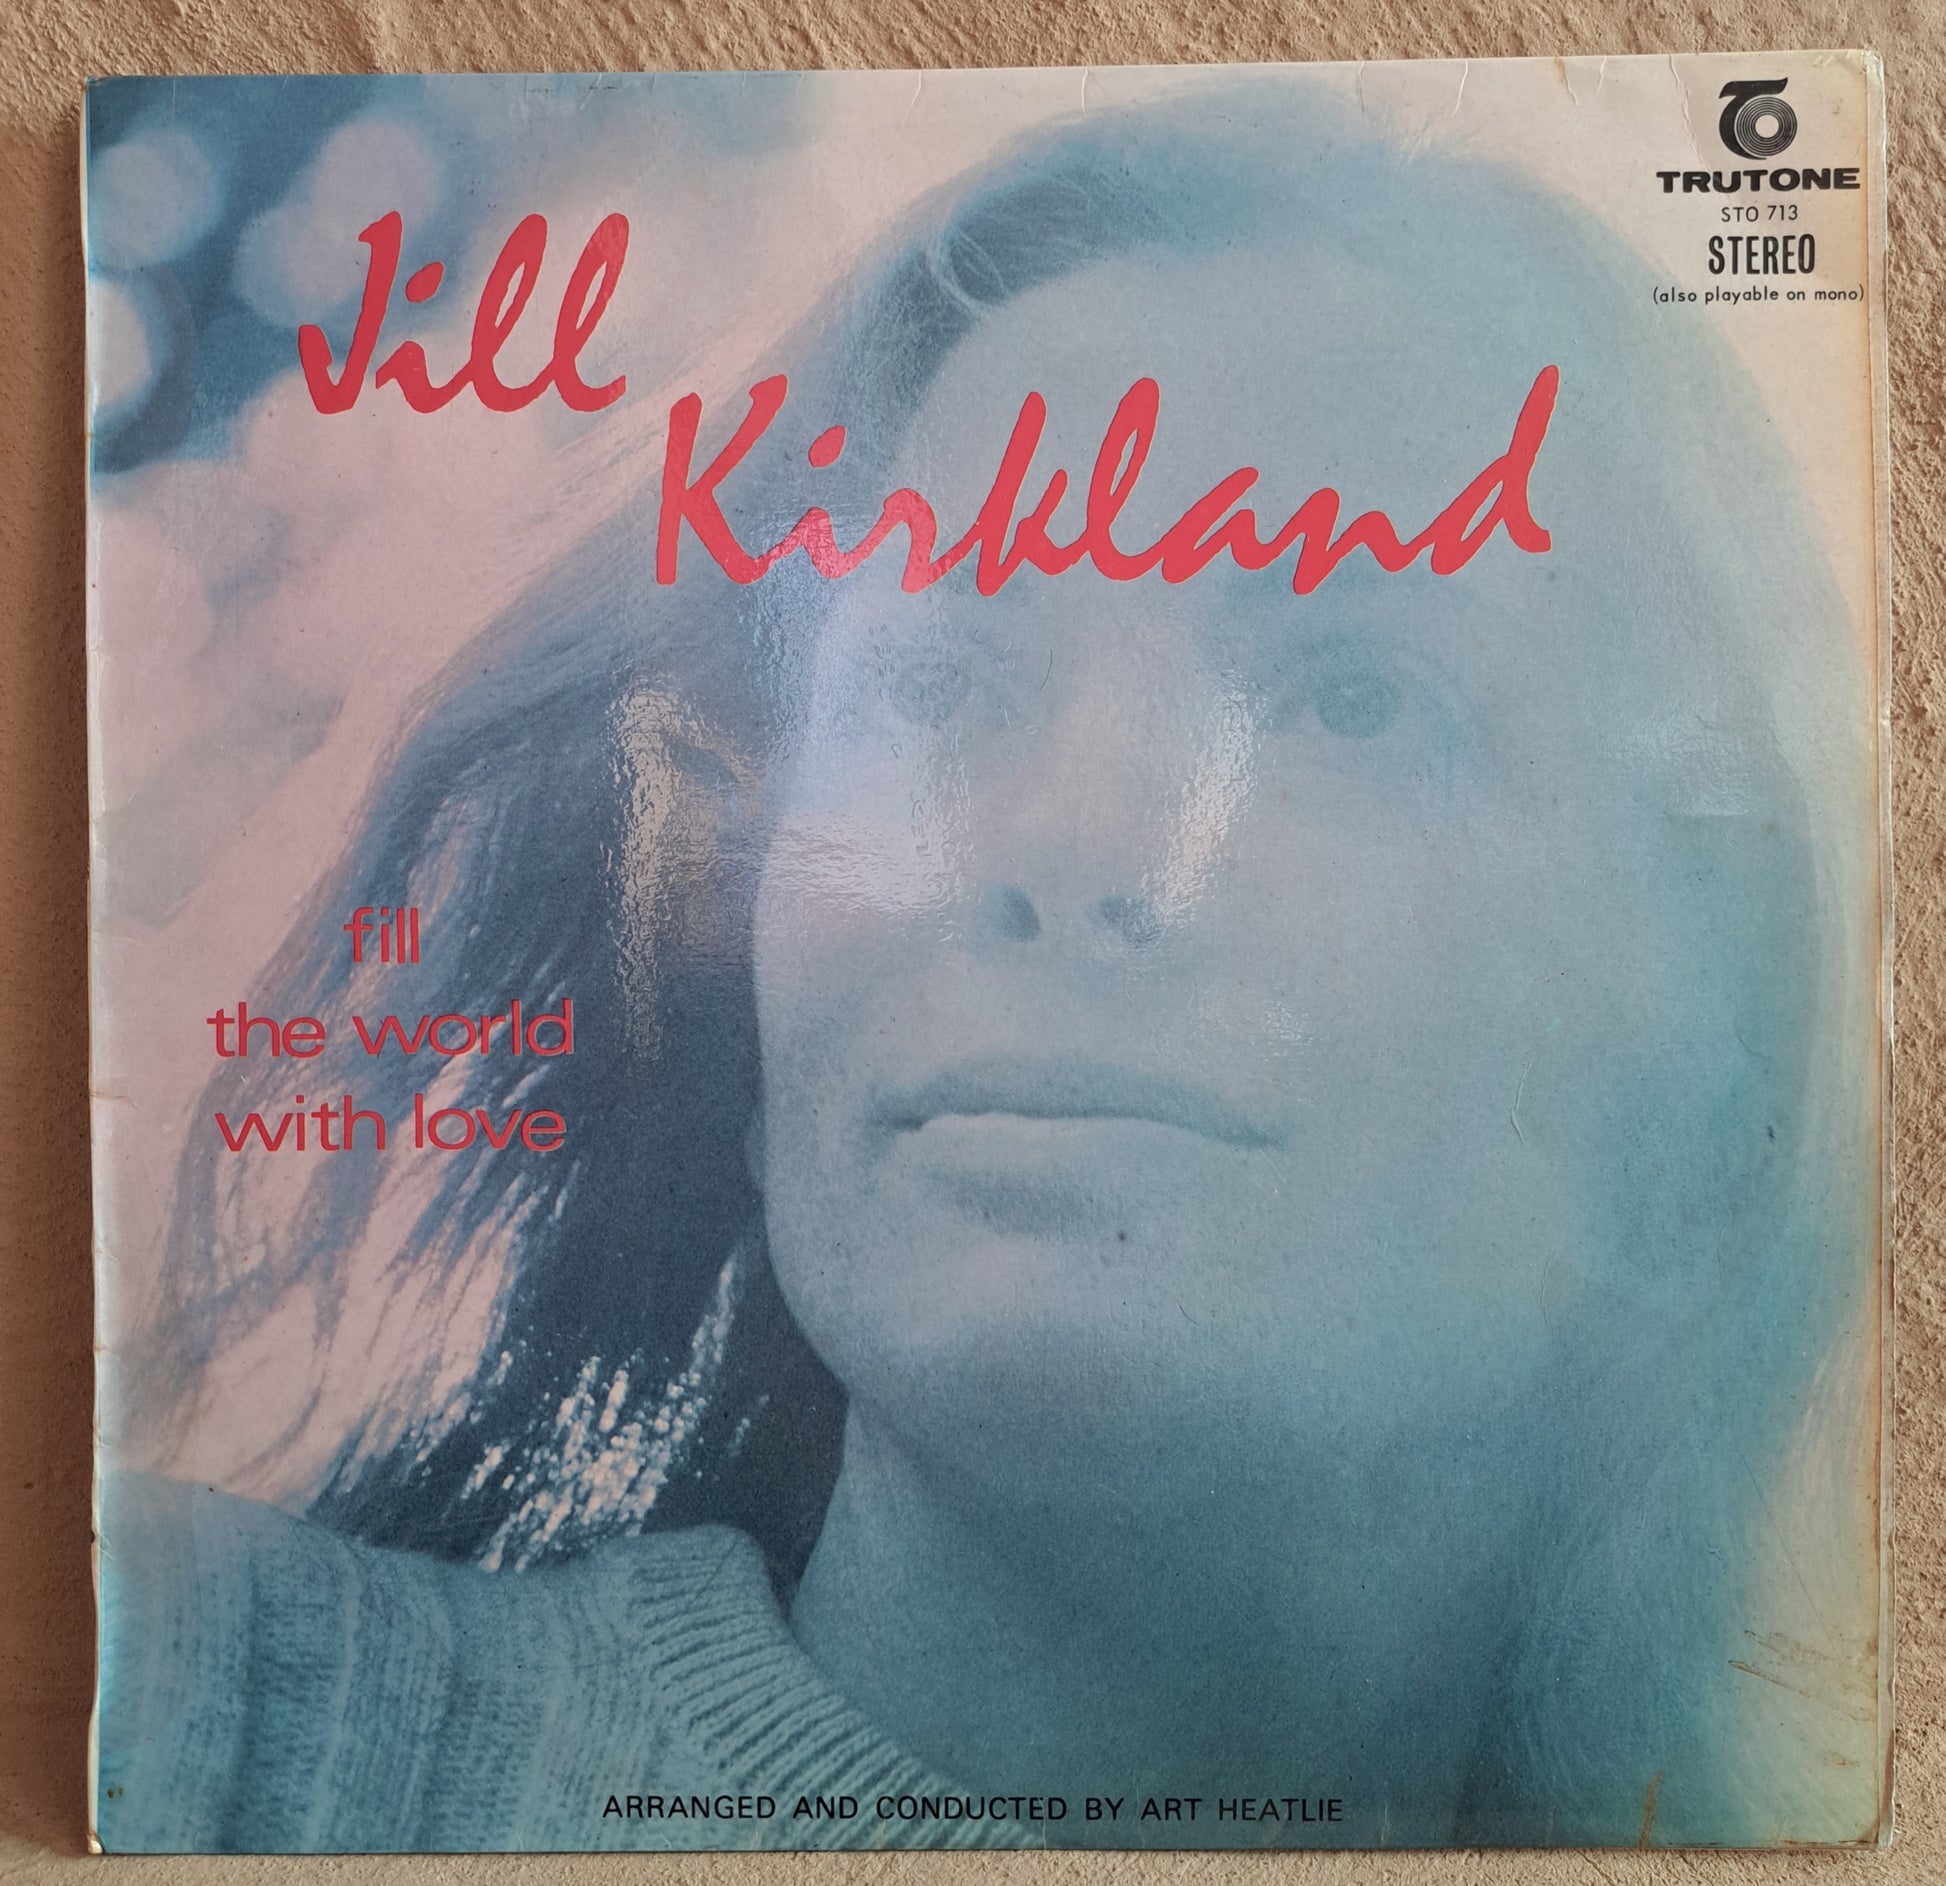 TRUTONE
STO 713
STEREO
(also playable on mono)
Jill
Kirkland
fill
the world
with love
ARRANGED AND CONDUCTED BY ART HEATLIE